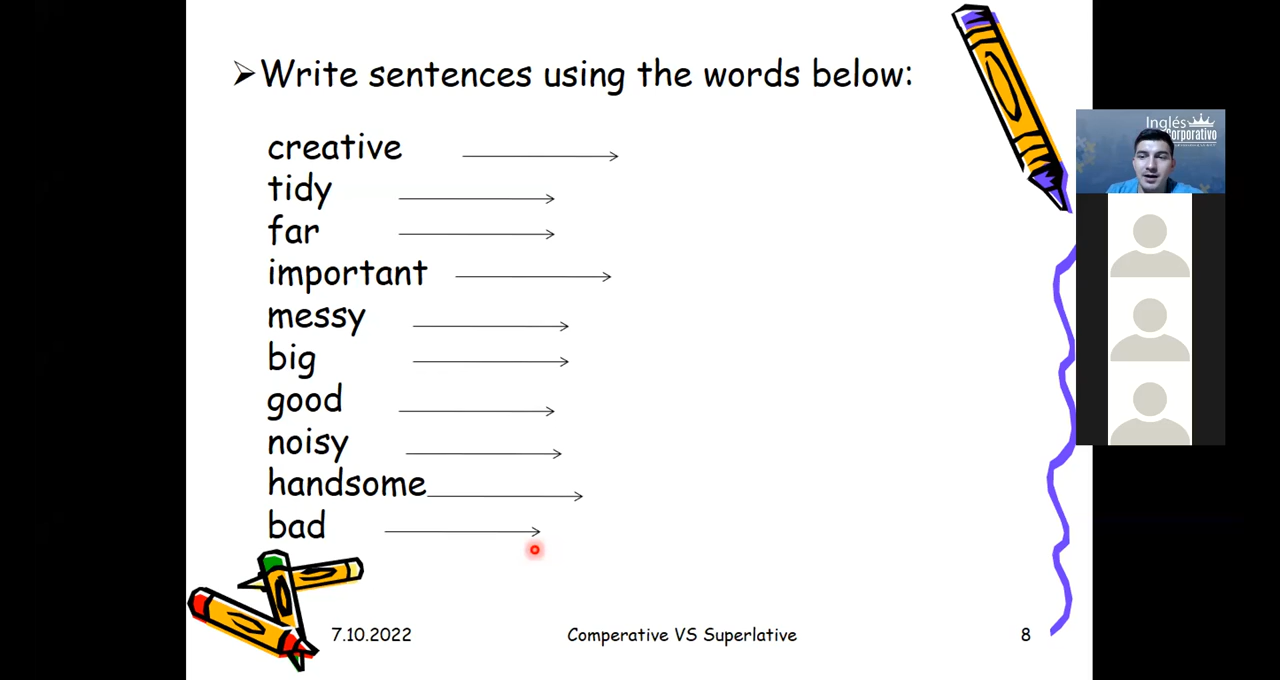 Write sentences using the words below:
creative
tidy
far
important
messy
big
good
noisy
handsome
bad
7.10.2022
Comperative VS Superlative
8
Inglés
Corporativo